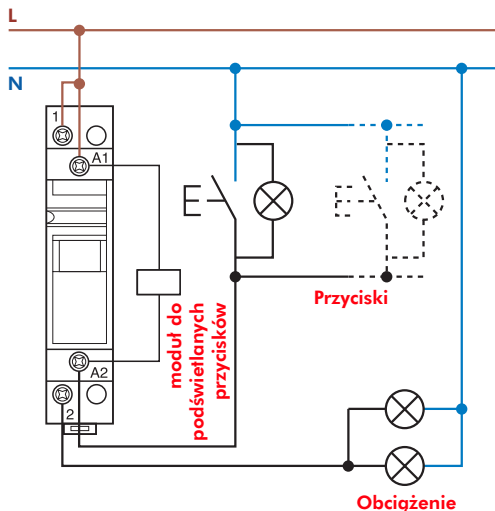 L
N
1
A1
moduł do
podświetlanych
przycisków
Przyciski
A2
2
Obciążenie